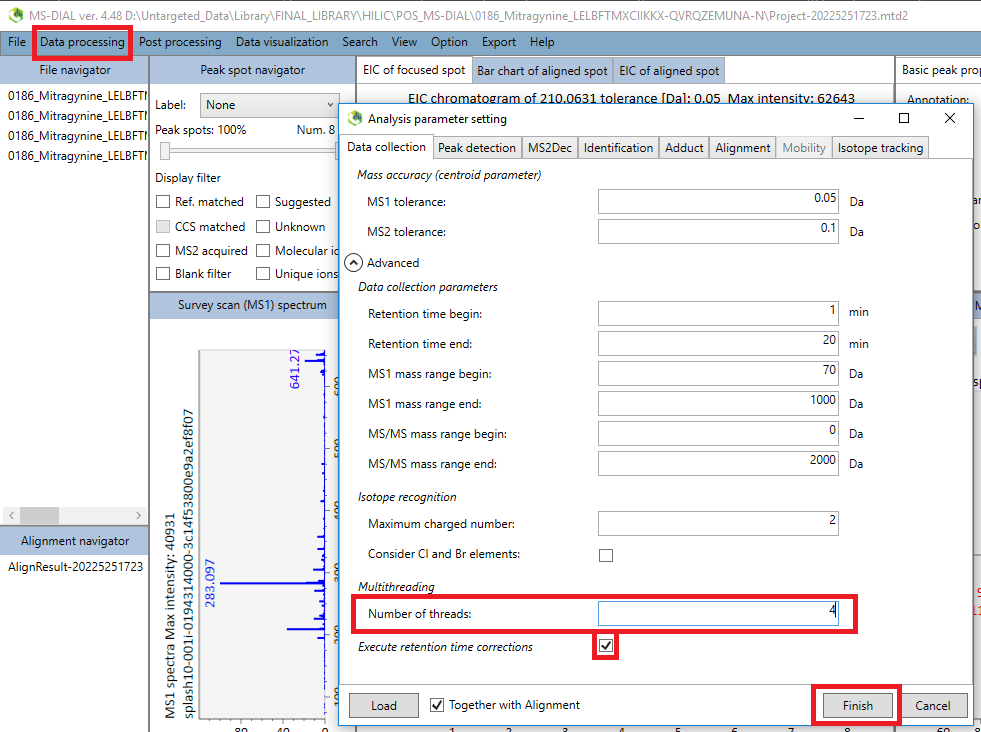 MS-DIAL ver. 4.48 D:\Untargeted_Data\Library\FINAL_LIBRARY\HILIC\POS_MS-DIAL\0186_Mitragynine_LELBFTMXCIIKKX-QVRQZEMUNA-N\Project-20225251723.mtd2
File Data processing Post processing Data visualization Search View Option Export Help
File navigator
0186_Mitragynine_LELBFTM
0186_Mitragynine_LELBFTM
0186_Mitragynine_LELBFTM
0186_Mitragynine_LELBFTM
Alignment navigator
AlignResult-20225251723
Peak spot navigator
Label: None
Peak spots: 100% Num. 8
Display filter
Ref. matched Suggested
CCS matched Unknown
MS2 acquired Molecular io
Blank filter Unique ions
Survey scan (MS1) spectrum
MS1 spectra Max intensity: 40931
splash10-001i-0194314000-3c14f53800e9a2ef8f07
641.27
283.097
EIC of focused spot Bar chart of aligned spot EIC of aligned spot
EIC chromatogram of 210.0631 tolerance [Da]: 0.05 Max intensity: 62643
Basic peak prop
Annotation:
Analysis parameter setting
Data collection Peak detection MS2Dec Identification Adduct Alignment Mobility Isotope tracking
Mass accuracy (centroid parameter)
MS1 tolerance: 0.05 Da
MS2 tolerance: 0.1 Da
Advanced
Data collection parameters
Retention time begin: 1 min
Retention time end: 20 min
MS1 mass range begin: 70 Da
MS1 mass range end: 1000 Da
MS/MS mass range begin: 0 Da
MS/MS mass range end: 2000 Da
Isotope recognition
Maximum charged number: 2
Consider Cl and Br elements:
Multithreading
Number of threads: 4
Execute retention time corrections
Load Together with Alignment Finish Cancel